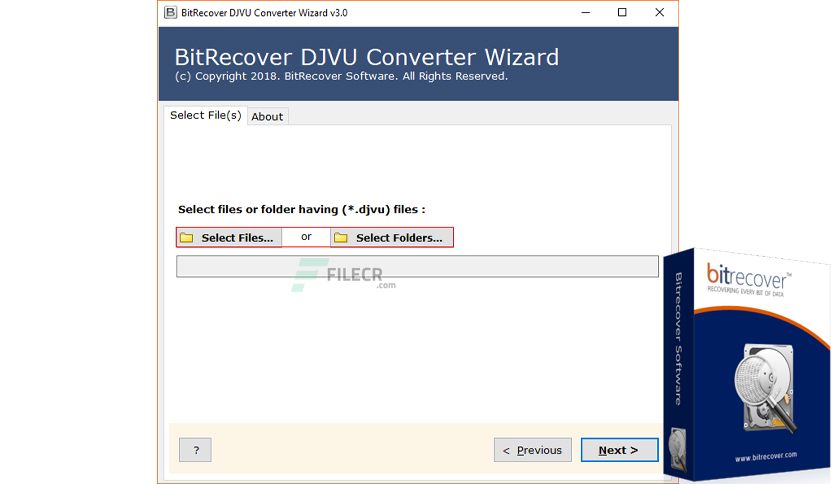 BitRecover DJVU Converter Wizard v3.0
BitRecover DJVU Converter Wizard
(c) Copyright 2018. BitRecover Software. All Rights Reserved.
Select File(s) About
Select files or folder having (*.djvu) files :
Select Files... or Select Folders...
FILECR
.com
? < Previous Next >
Bitrecover Software
bitrecover™
RECOVERING EVERY BIT OF DATA
www.bitrecover.com